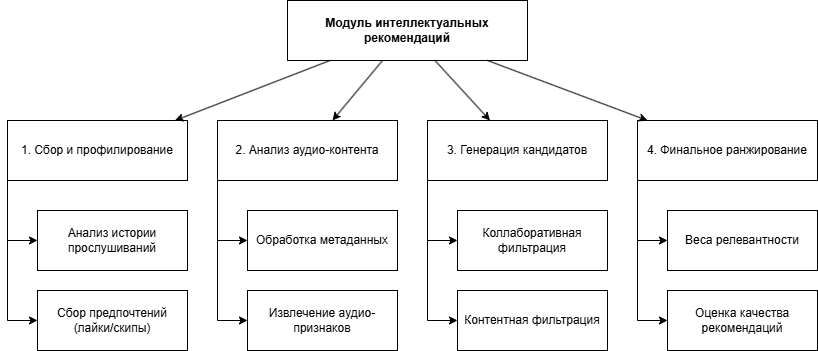 Модуль интеллектуальных
рекомендаций
1. Сбор и профилирование
2. Анализ аудио-контента
3. Генерация кандидатов
4. Финальное ранжирование
Анализ истории
прослушиваний
Обработка метаданных
Коллаборативная
фильтрация
Веса релевантности
Сбор предпочтений
(лайки/скипы)
Извлечение аудио-
признаков
Контентная фильтрация
Оценка качества
рекомендаций